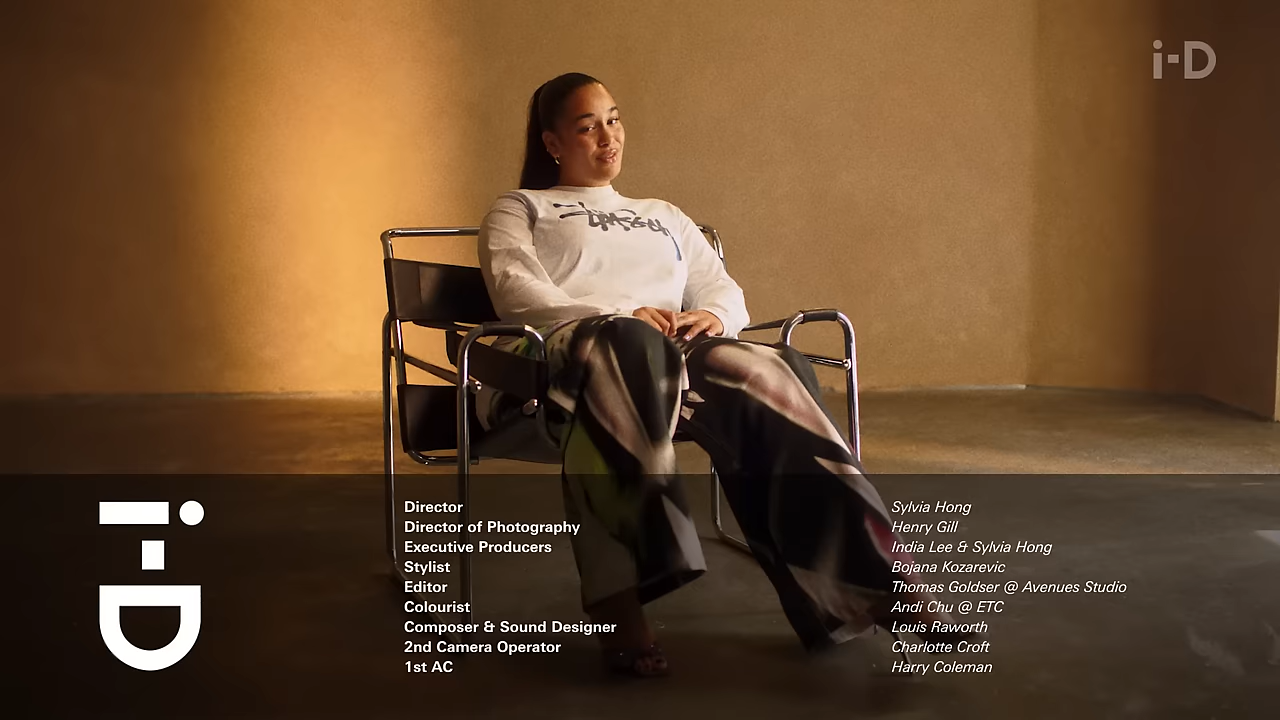 i-D
Stüssy
i-D
Director Sylvia Hong
Director of Photography Henry Gill
Executive Producers India Lee & Sylvia Hong
Stylist Bojana Kozarevic
Editor Thomas Goldser @ Avenues Studio
Colourist Andi Chu @ ETC
Composer & Sound Designer Louis Raworth
2nd Camera Operator Charlotte Croft
1st AC Harry Coleman